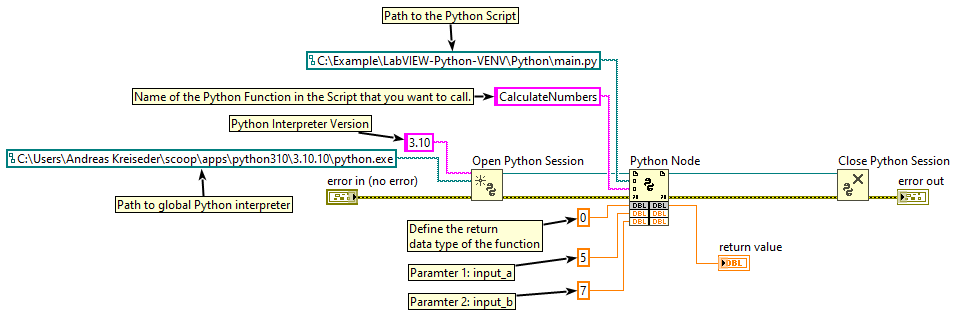 Path to the Python Script
C:\Example\LabVIEW-Python-VENV\Python\main.py
Name of the Python Function in the Script that you want to call.
CalculateNumbers
Python Interpreter Version
3.10
C:\Users\Andreas Kreiseder\scoop\apps\python310\3.10.10\python.exe
Open Python Session
Python Node
Close Python Session
error in (no error)
error out
Path to global Python interpreter
DBL DBL
DBL DBL
DBL DBL
Define the return
data type of the function
0
return value
DBL
Paramter 1: input_a
5
Paramter 2: input_b
7